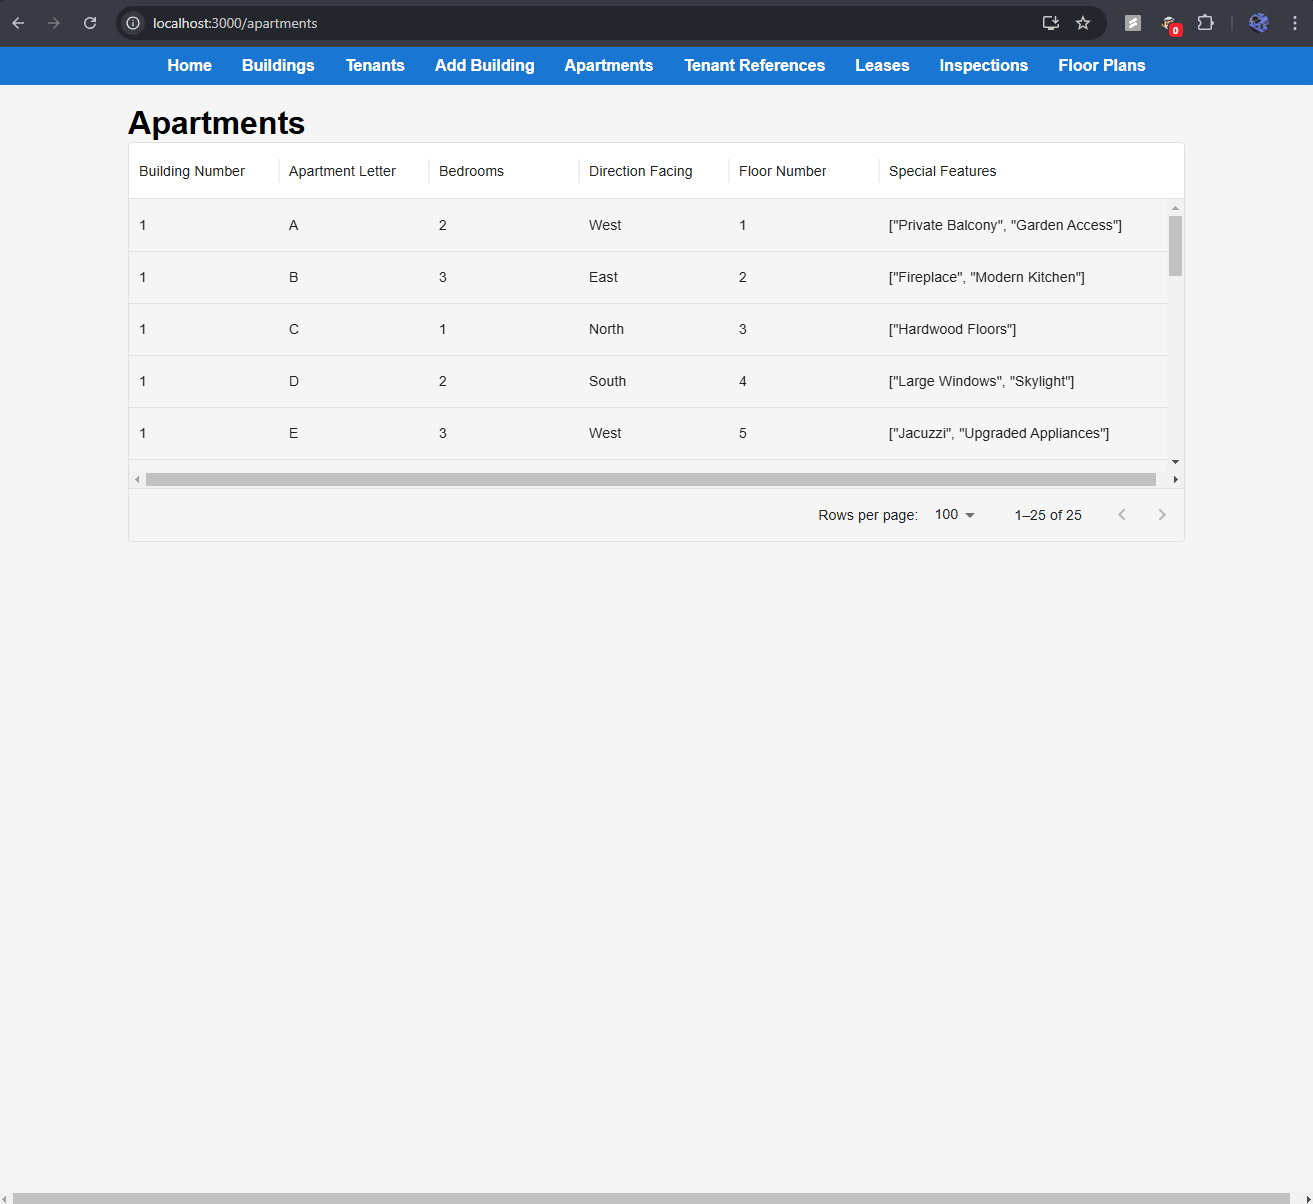 localhost:3000/apartments
0
Home Buildings Tenants Add Building Apartments Tenant References Leases Inspections Floor Plans
Apartments
Building Number Apartment Letter Bedrooms Direction Facing Floor Number Special Features
1 A 2 West 1 ["Private Balcony", "Garden Access"]
1 B 3 East 2 ["Fireplace", "Modern Kitchen"]
1 C 1 North 3 ["Hardwood Floors"]
1 D 2 South 4 ["Large Windows", "Skylight"]
1 E 3 West 5 ["Jacuzzi", "Upgraded Appliances"]
Rows per page: 100 1–25 of 25